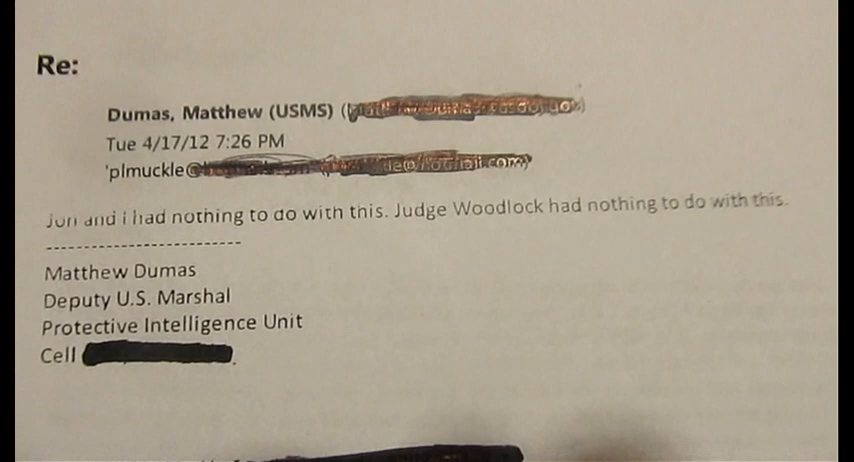 Re:
Dumas, Matthew (USMS) (
Tue 4/17/12 7:26 PM
'plmuckle@
Jon and i had nothing to do with this. Judge Woodlock had nothing to do with this.
-------------------------
Matthew Dumas
Deputy U.S. Marshal
Protective Intelligence Unit
Cell